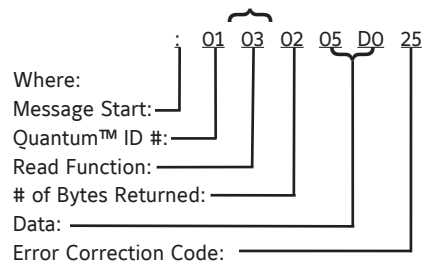 : 01 03 02 05 D0 25
Where:
Message Start:
Quantum™ ID #:
Read Function:
# of Bytes Returned:
Data:
Error Correction Code: